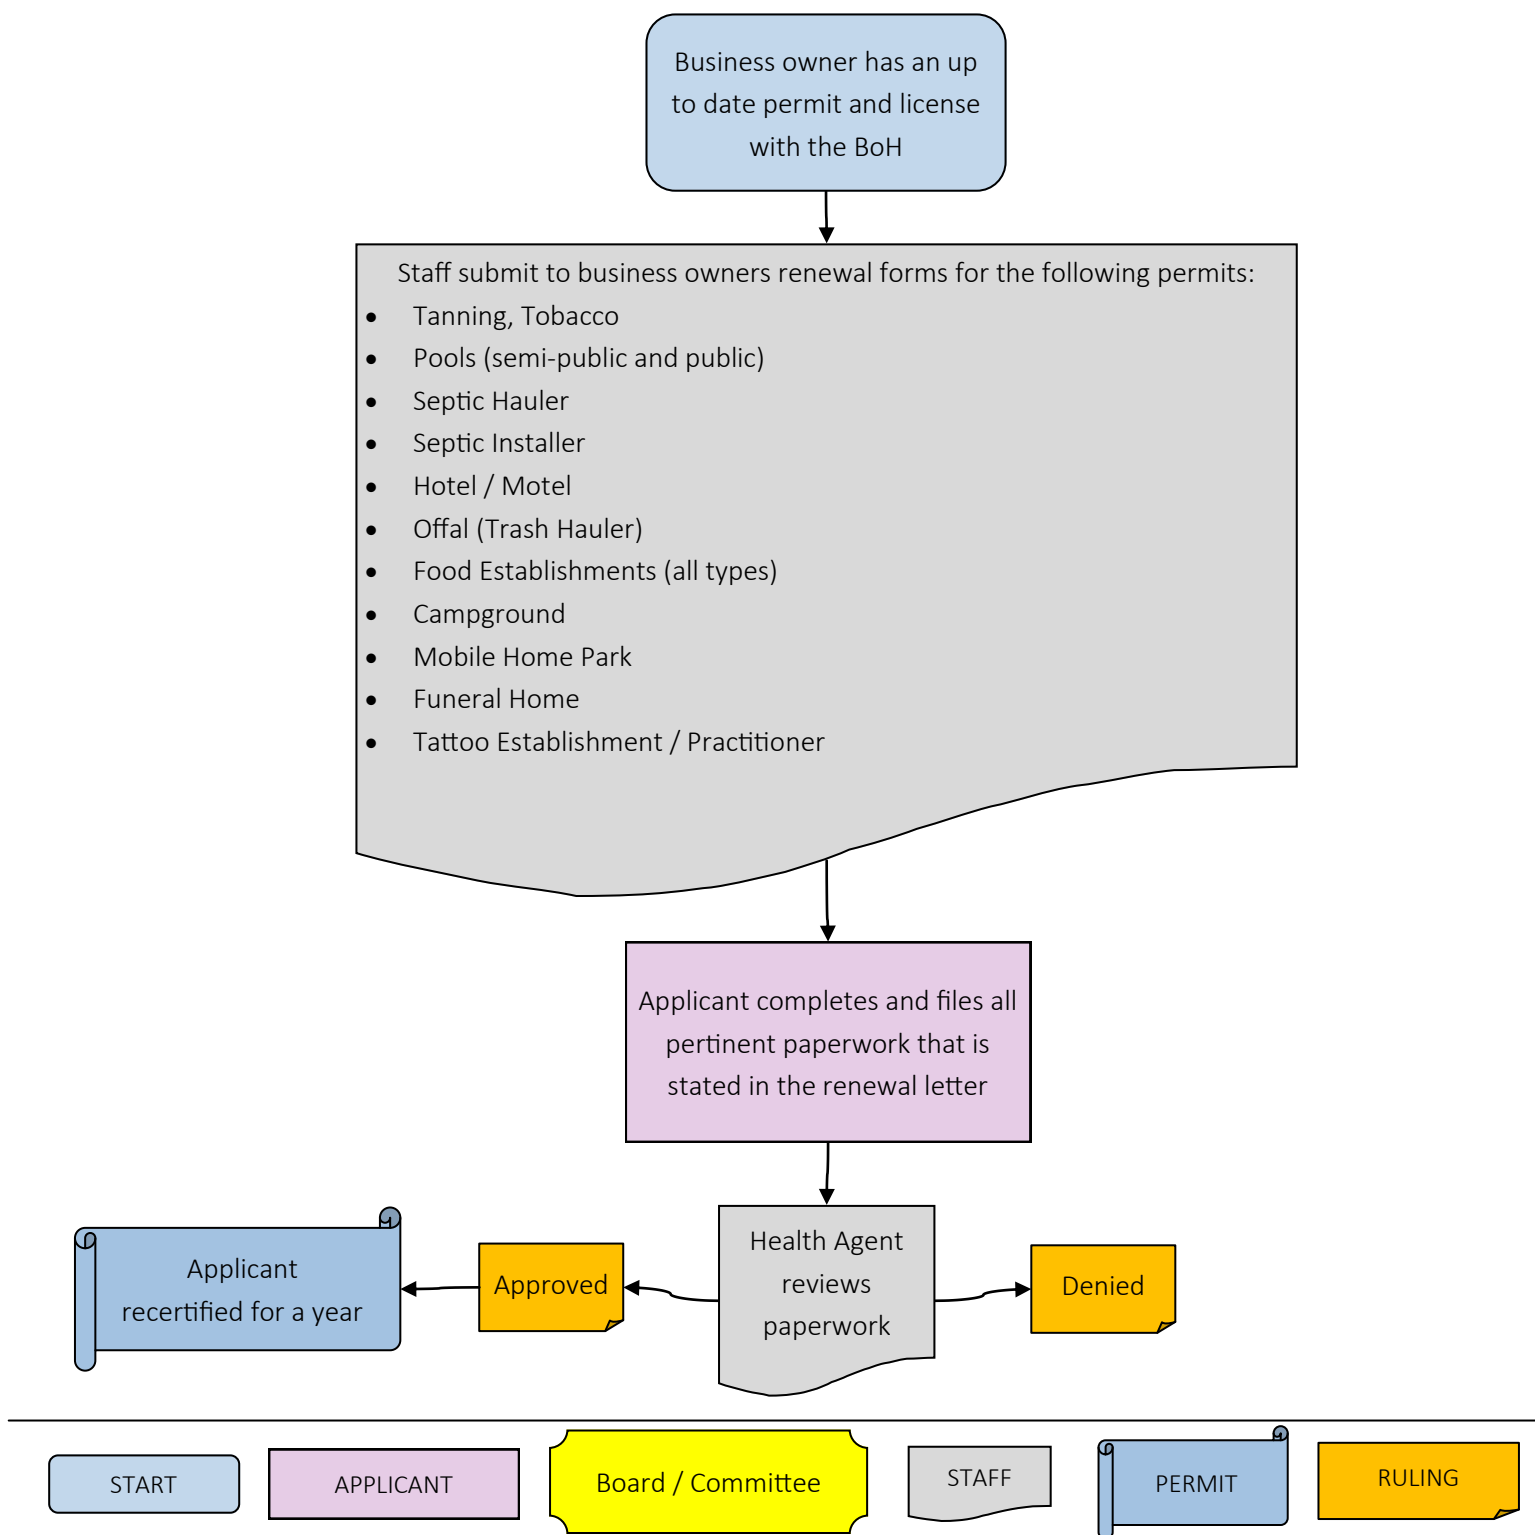 Business owner has an up
to date permit and license
with the BoH
Staff submit to business owners renewal forms for the following permits:
• Tanning, Tobacco
• Pools (semi-public and public)
• Septic Hauler
• Septic Installer
• Hotel / Motel
• Offal (Trash Hauler)
• Food Establishments (all types)
• Campground
• Mobile Home Park
• Funeral Home
• Tattoo Establishment / Practitioner
Applicant completes and files all
pertinent paperwork that is
stated in the renewal letter
Applicant
recertified for a year
Approved
Health Agent
reviews
paperwork
Denied
START
APPLICANT
Board / Committee
STAFF
PERMIT
RULING